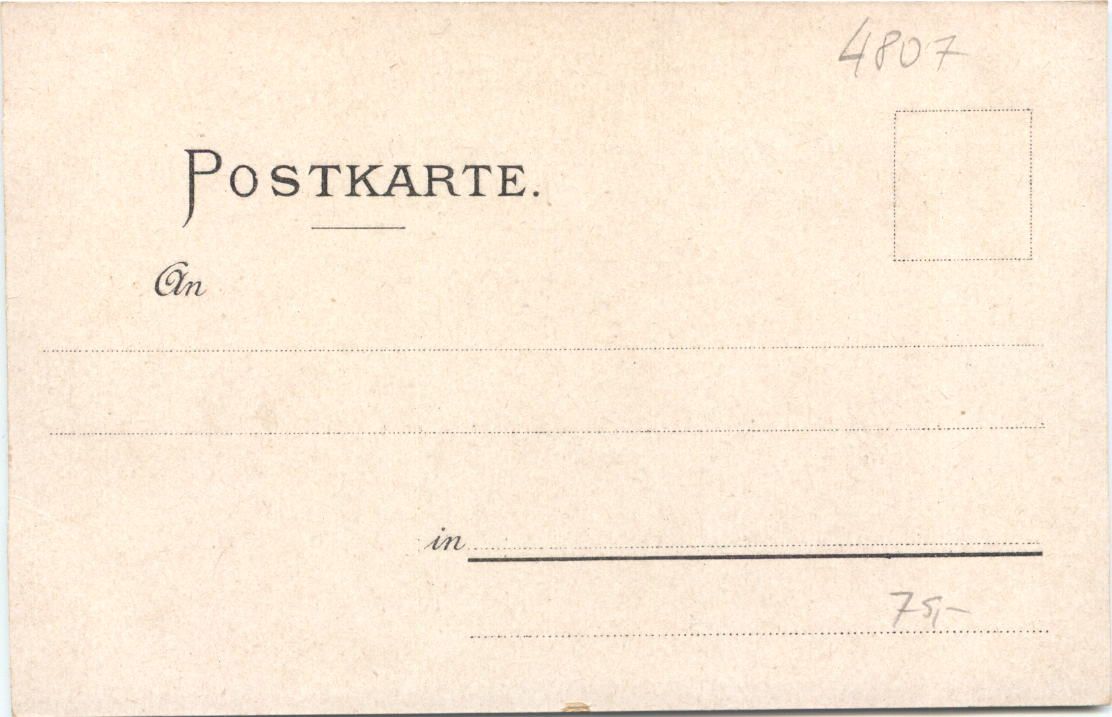 4807
POSTKARTE.
An
in
75,-